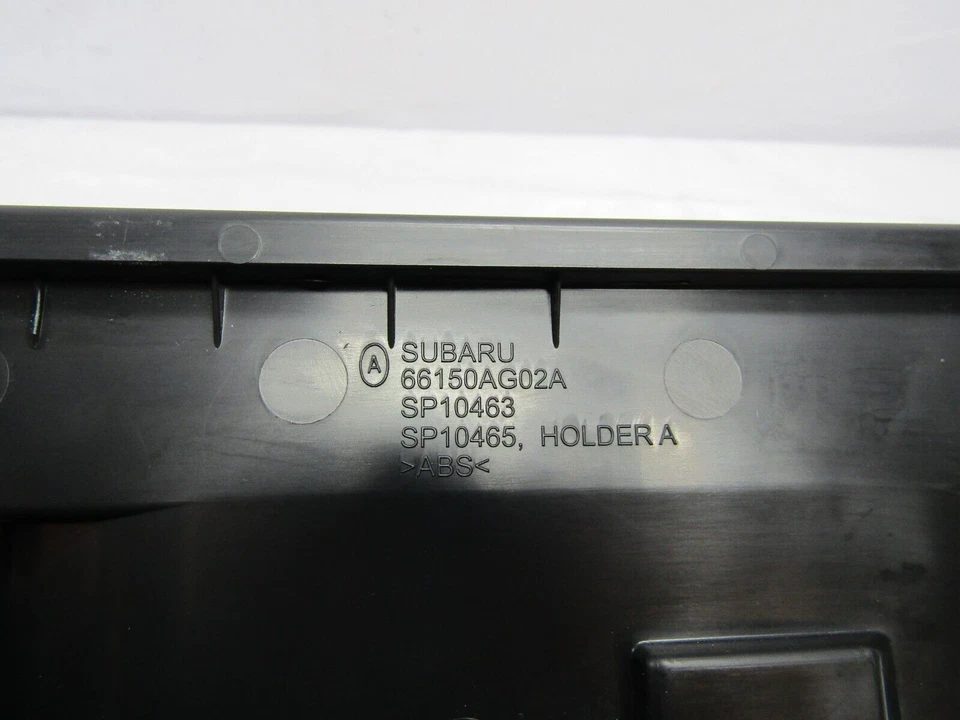 A SUBARU
66150AG02A
SP10463
SP10465, HOLDER A
>ABS<